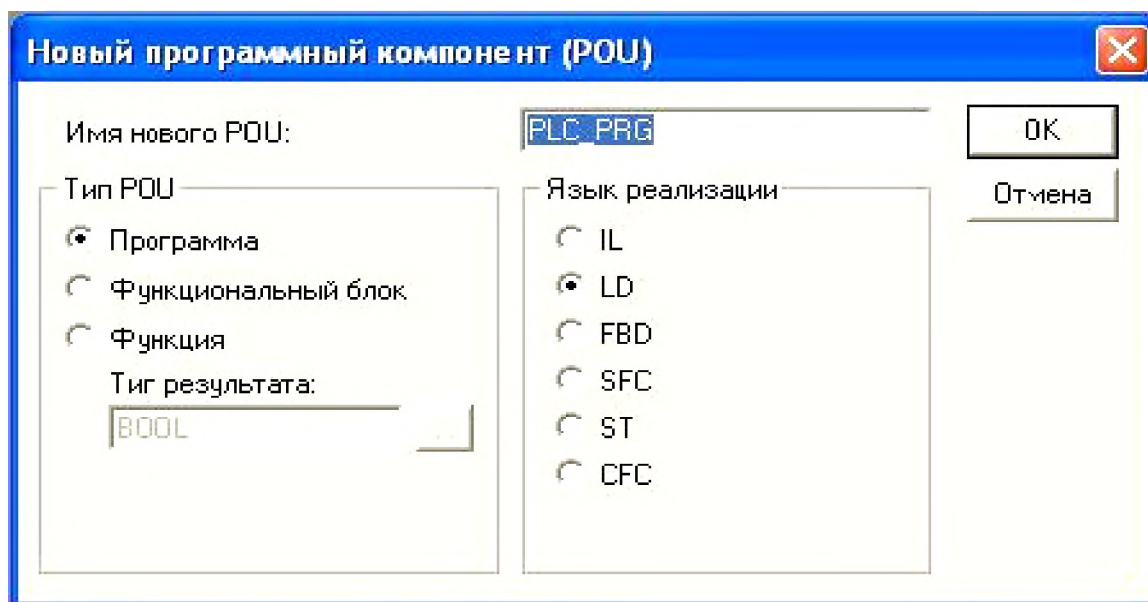 Новый программный компонент (POU)
Имя нового POU:
PLC_PRG
OK
Отмена
Тип POU
Программа
Функциональный блок
Функция
Тиг результата:
BOOL
...
Язык реализации
IL
LD
FBD
SFC
ST
CFC